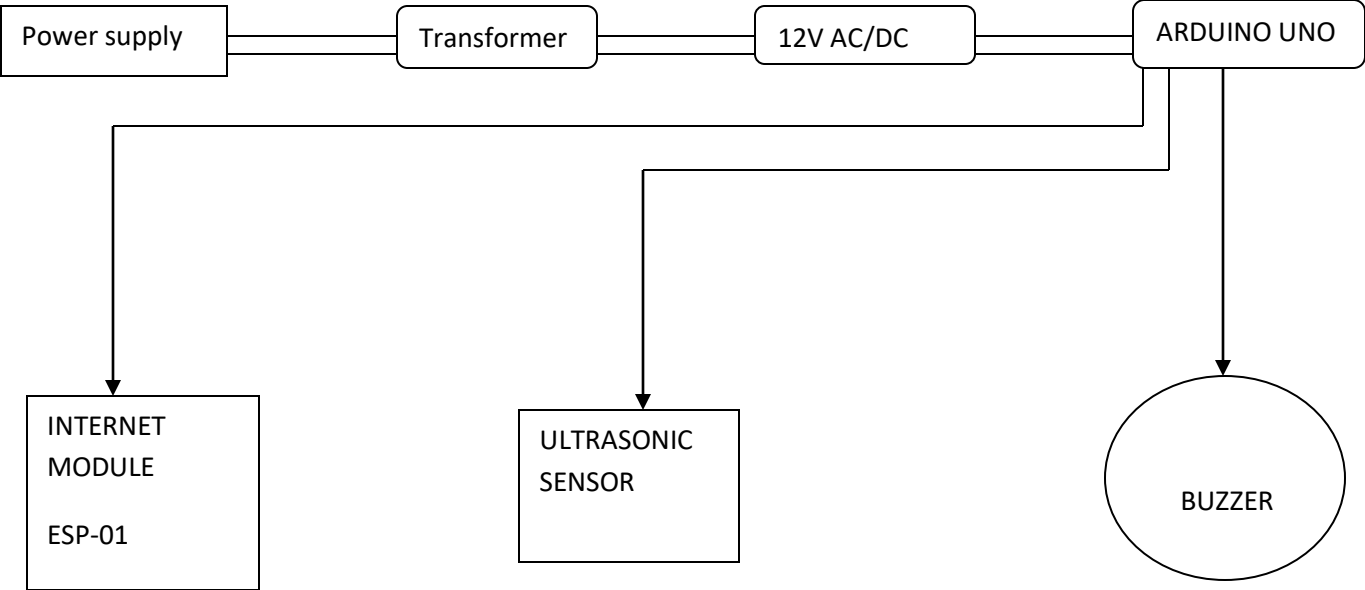 Power supply
Transformer
12V AC/DC
ARDUINO UNO
INTERNET
MODULE
ESP-01
ULTRASONIC
SENSOR
BUZZER